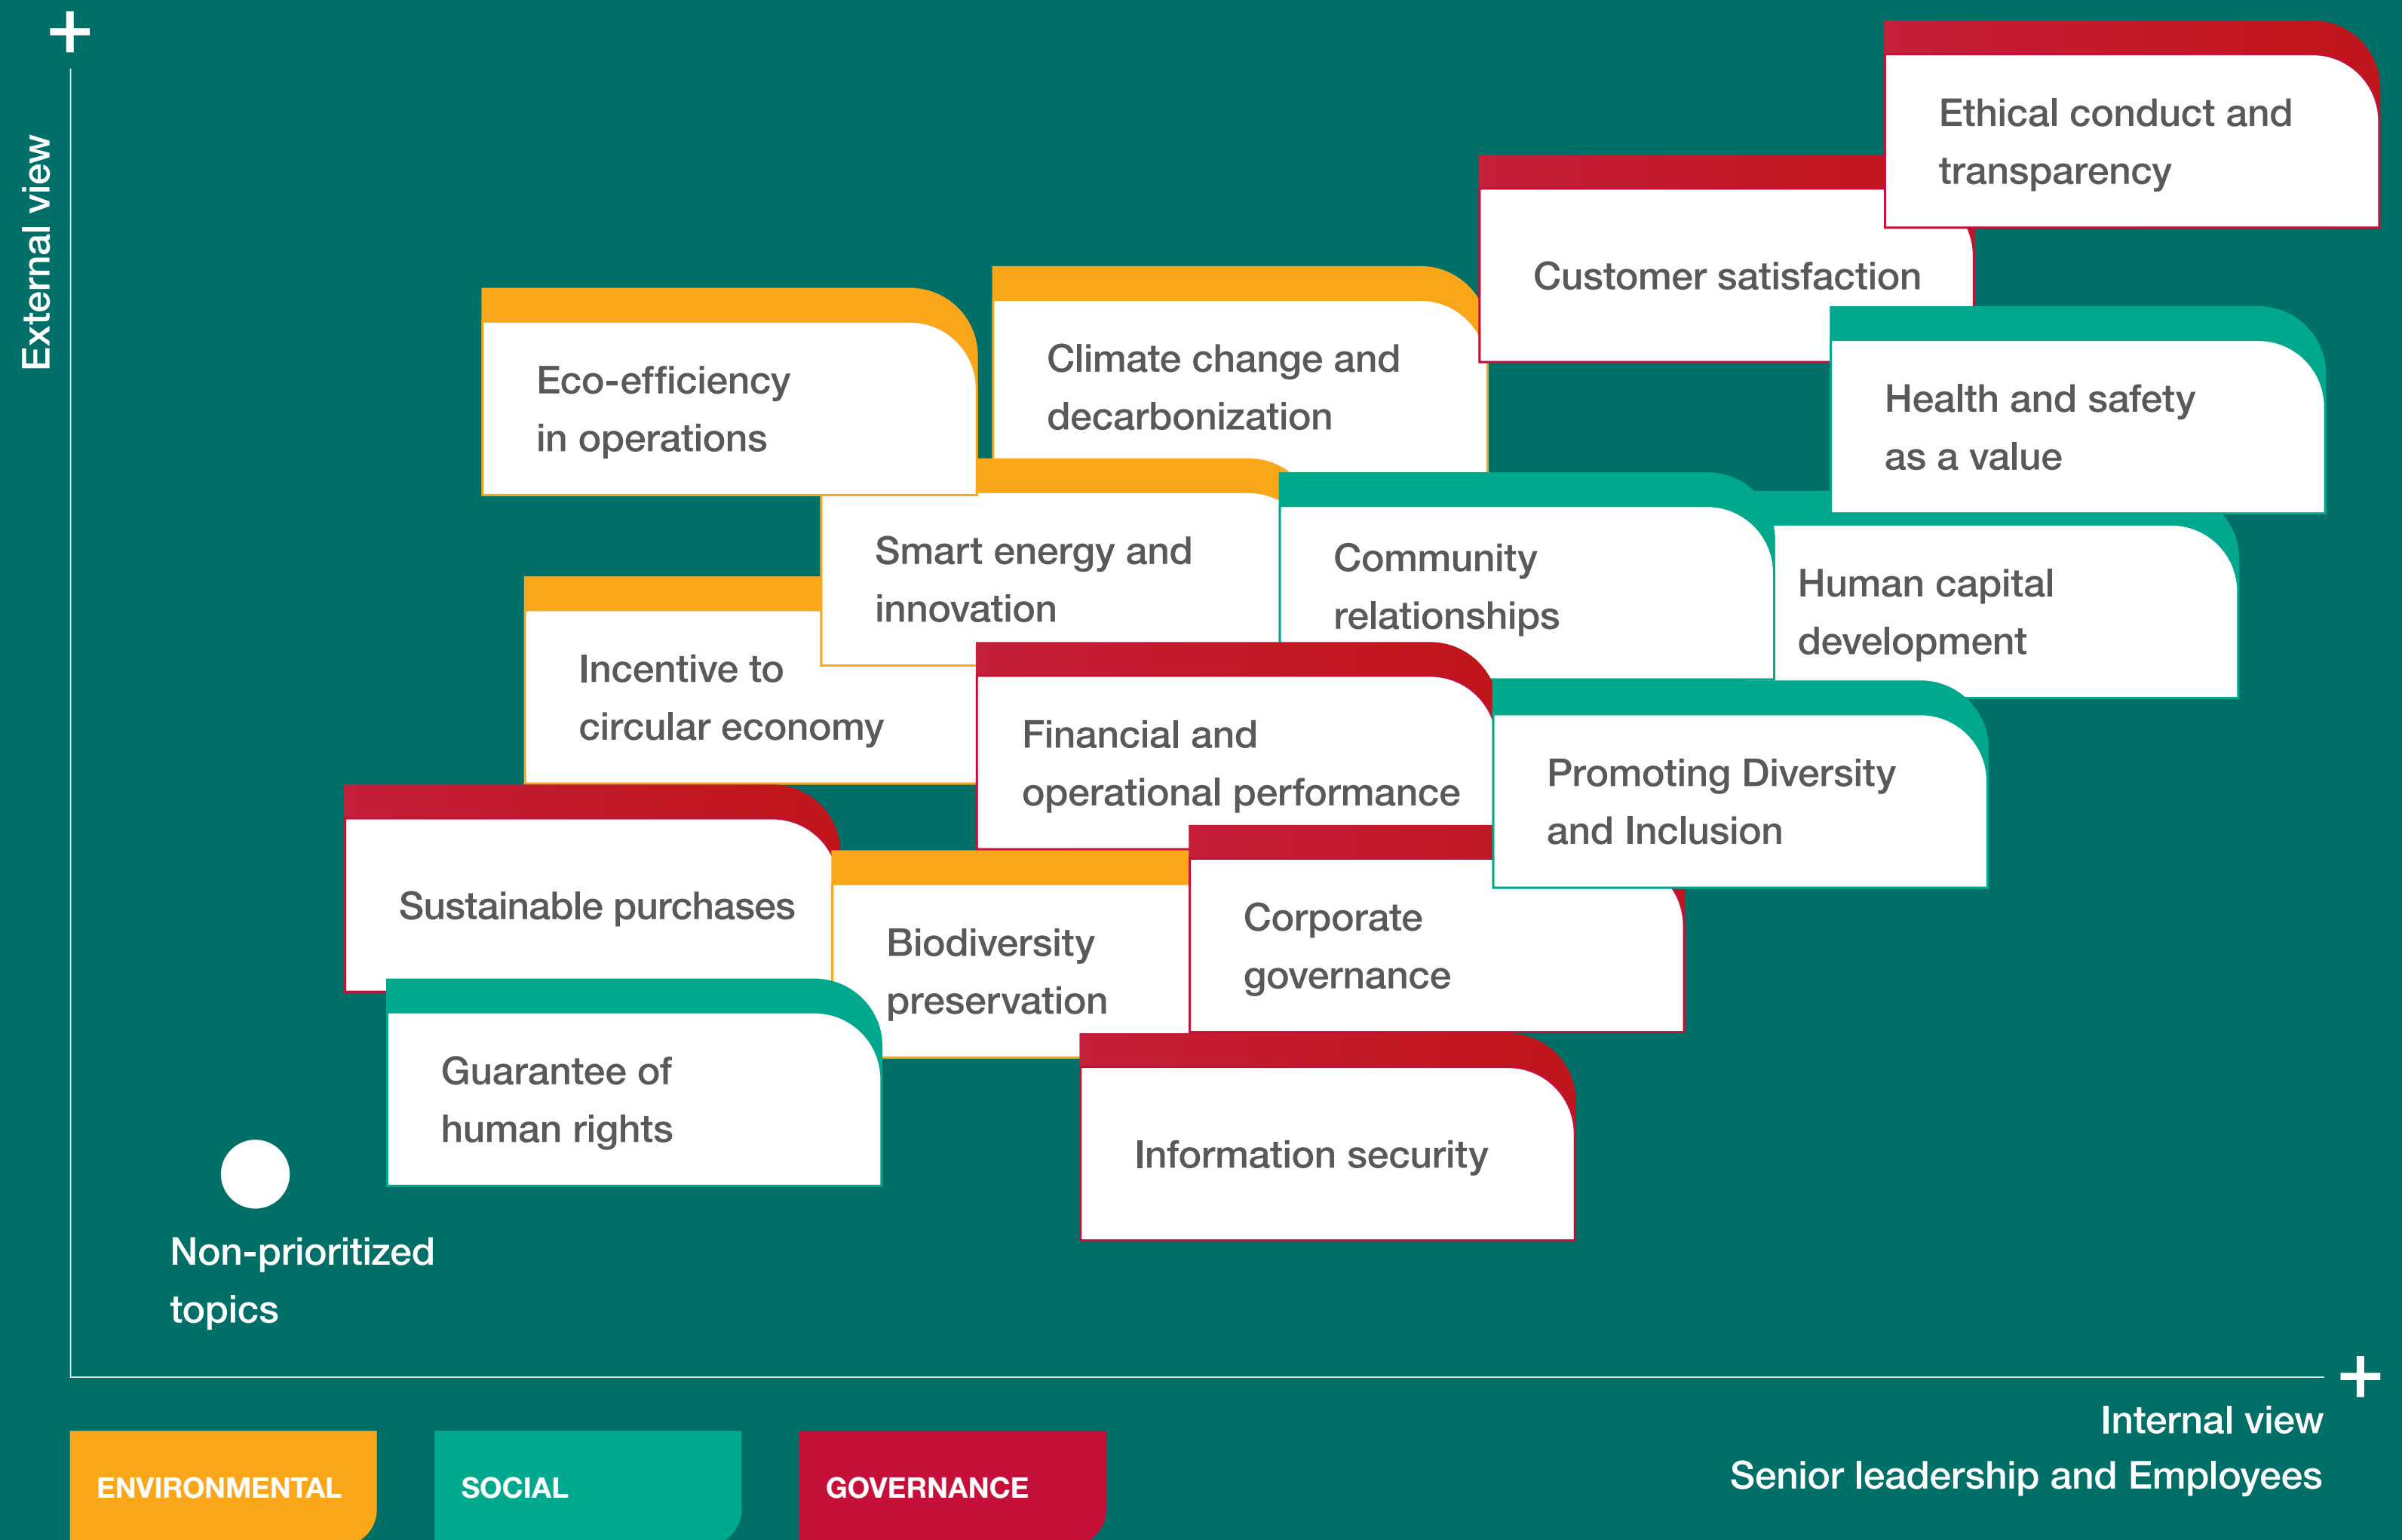 +
External view
Ethical conduct and
transparency
Customer satisfaction
Climate change and
decarbonization
Eco-efficiency
in operations
Health and safety
as a value
Smart energy and
innovation
Community
relationships
Human capital
development
Incentive to
circular economy
Financial and
operational performance
Promoting Diversity
and Inclusion
Sustainable purchases
Biodiversity
preservation
Corporate
governance
Guarantee of
human rights
Information security
Non-prioritized
topics
+
Internal view
Senior leadership and Employees
ENVIRONMENTAL
SOCIAL
GOVERNANCE